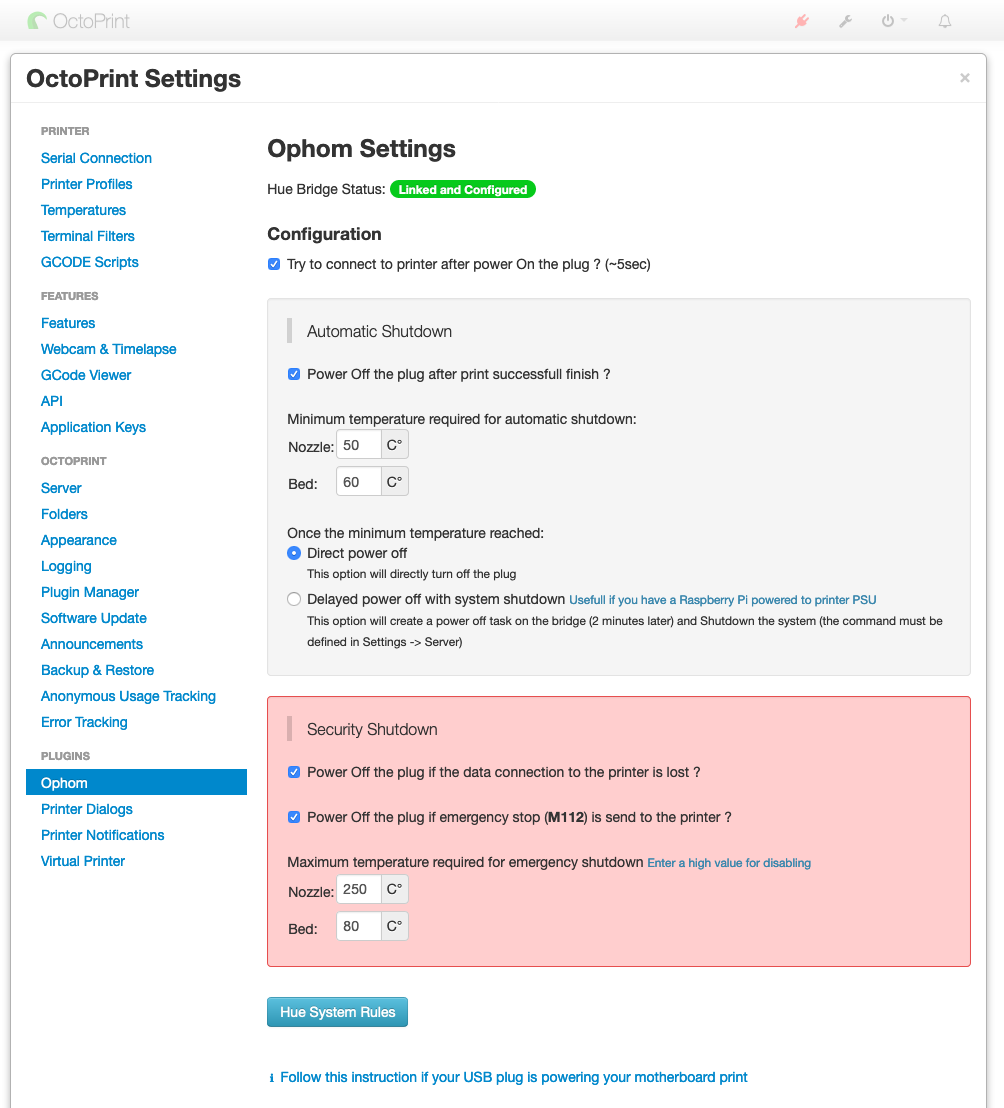 OctoPrint
OctoPrint Settings
×
PRINTER
Serial Connection
Printer Profiles
Temperatures
Terminal Filters
GCODE Scripts
FEATURES
Features
Webcam & Timelapse
GCode Viewer
API
Application Keys
OCTOPRINT
Server
Folders
Appearance
Logging
Plugin Manager
Software Update
Announcements
Backup & Restore
Anonymous Usage Tracking
Error Tracking
PLUGINS
Ophom
Printer Dialogs
Printer Notifications
Virtual Printer
Ophom Settings
Hue Bridge Status: Linked and Configured
Configuration
Try to connect to printer after power On the plug ? (~5sec)
Automatic Shutdown
Power Off the plug after print successfull finish ?
Minimum temperature required for automatic shutdown:
Nozzle: 50 C°
Bed: 60 C°
Once the minimum temperature reached:
Direct power off
This option will directly turn off the plug
Delayed power off with system shutdown Usefull if you have a Raspberry Pi powered to printer PSU
This option will create a power off task on the bridge (2 minutes later) and Shutdown the system (the command must be
defined in Settings -> Server)
Security Shutdown
Power Off the plug if the data connection to the printer is lost ?
Power Off the plug if emergency stop (M112) is send to the printer ?
Maximum temperature required for emergency shutdown Enter a high value for disabling
Nozzle: 250 C°
Bed: 80 C°
Hue System Rules
Follow this instruction if your USB plug is powering your motherboard print